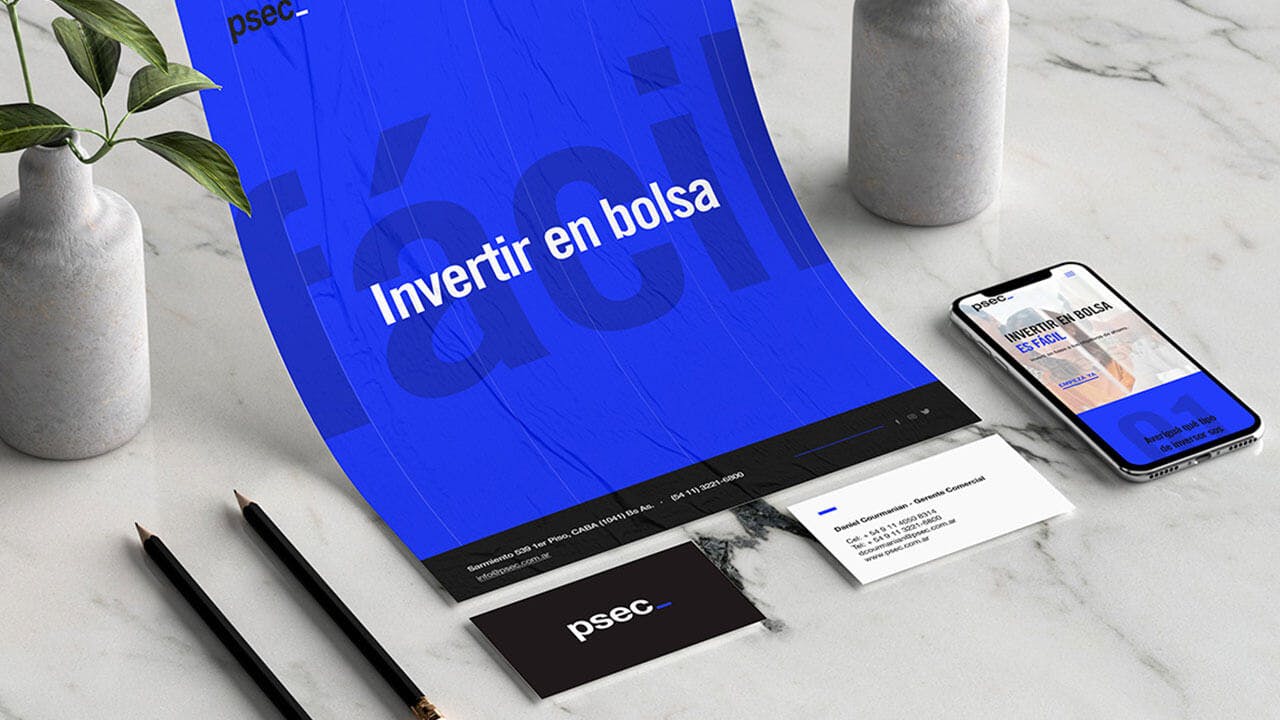 psec_
fácil
Invertir en bolsa
Sarmiento 539 1er Piso, CABA (1041) Bs As. · (54 11) 3221-6800
info@psec.com.ar
psec_
Daniel Gourmanian - Gerente Comercial
Cel: + 54 9 11 4050 8314
Tel: + 54 9 11 3221-6800
dgourmanian@psec.com.ar
www.psec.com.ar
psec_
INVERTIR EN BOLSA
ES FÁCIL
EMPEZÁ YA
01
Averiguá qué tipo
de inversor sos